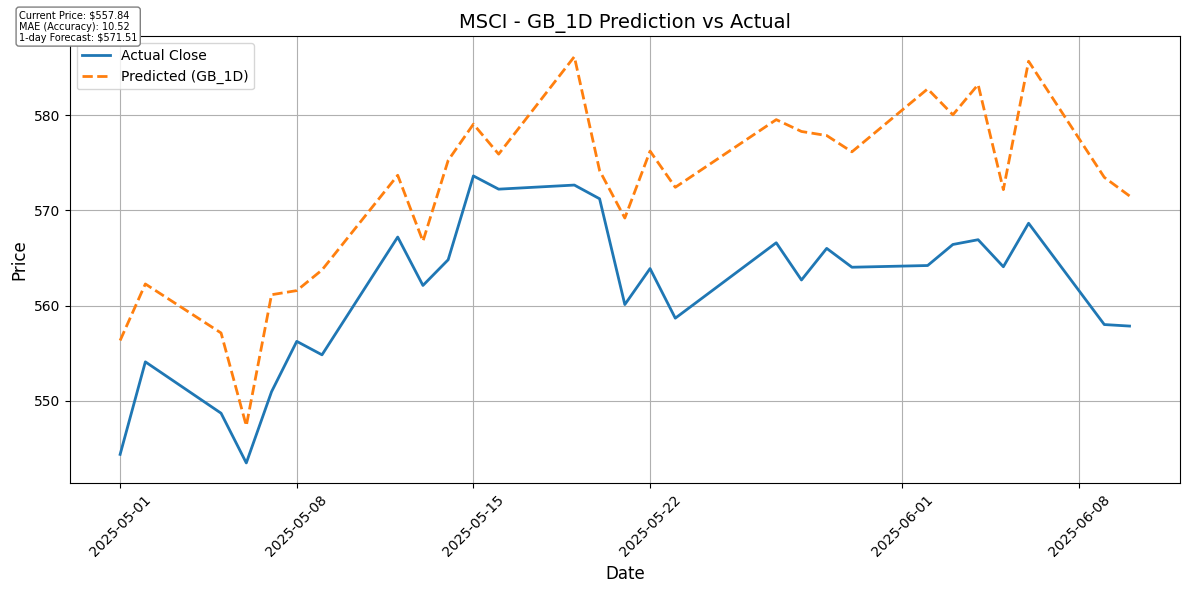 MSCI - GB_1D Prediction vs Actual
Current Price: $557.84
MAE (Accuracy): 10.52
1-day Forecast: $571.51
Actual Close
Predicted (GB_1D)
Price
580
570
560
550
2025-05-01
2025-05-08
2025-05-15
2025-05-22
2025-06-01
2025-06-08
Date